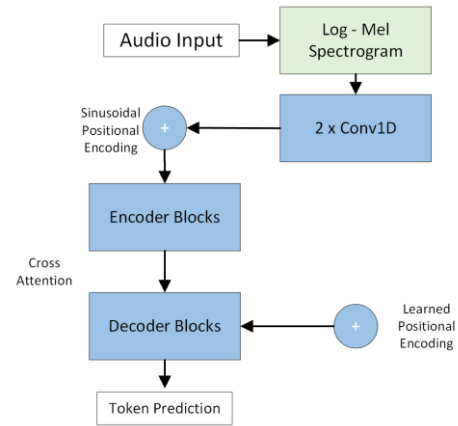 Audio Input
Log - Mel
Spectrogram
2 x Conv1D
Sinusoidal
Positional
Encoding
+
Encoder Blocks
Cross
Attention
Decoder Blocks
+
Learned
Positional
Encoding
Token Prediction